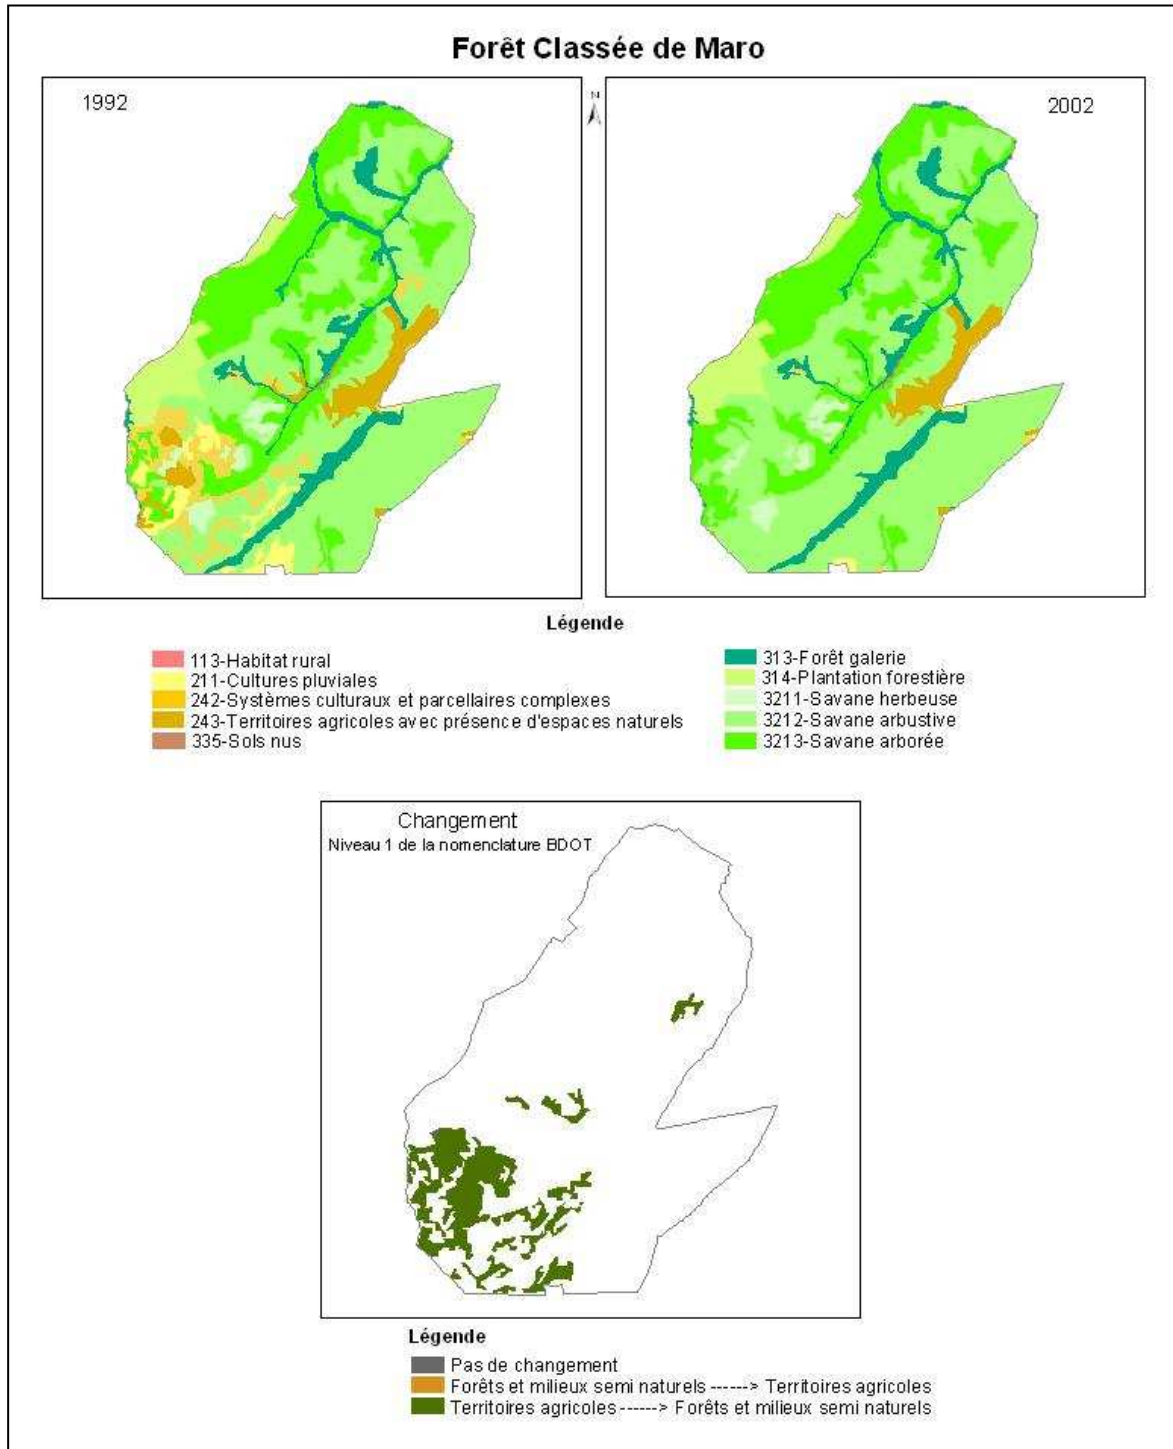 Forêt Classée de Maro
1992
N
2002
Légende
113-Habitat rural
211-Cultures pluviales
242-Systèmes culturaux et parcellaires complexes
243-Territoires agricoles avec présence d'espaces naturels
335-Sols nus
313-Forêt galerie
314-Plantation forestière
3211-Savane herbeuse
3212-Savane arbustive
3213-Savane arborée
Changement
Niveau 1 de la nomenclature BDOT
Légende
Pas de changement
Forêts et milieux semi naturels ------> Territoires agricoles
Territoires agricoles ------> Forêts et milieux semi naturels